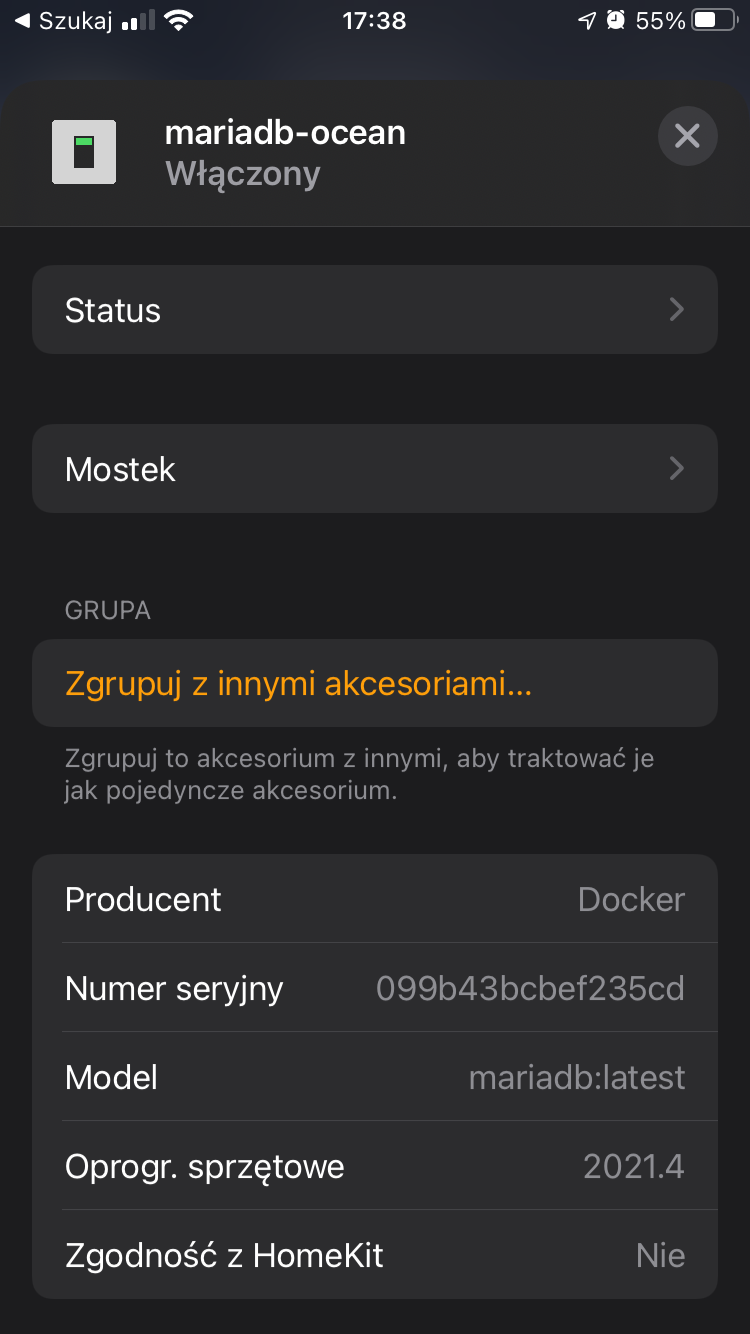 Szukaj
17:38
55%
mariadb-ocean
Włączony
Status
Mostek
GRUPA
Zgrupuj z innymi akcesoriami...
Zgrupuj to akcesorium z innymi, aby traktować je
jak pojedyncze akcesorium.
Producent Docker
Numer seryjny 099b43bcbef235cd
Model mariadb:latest
Oprogr. sprzętowe 2021.4
Zgodność z HomeKit Nie